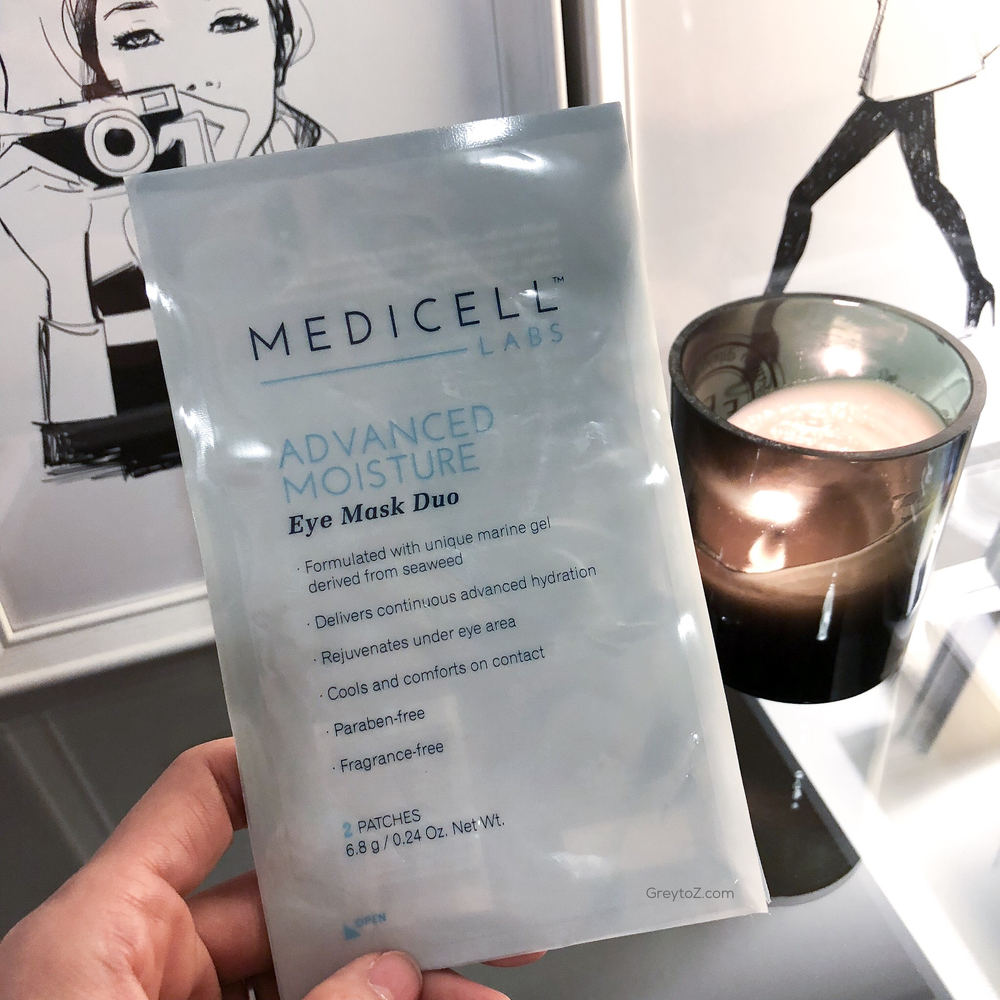 MEDICELL™
LABS
ADVANCED
MOISTURE
Eye Mask Duo
· Formulated with unique marine gel
derived from seaweed
· Delivers continuous advanced hydration
· Rejuvenates under eye area
· Cools and comforts on contact
· Paraben-free
· Fragrance-free
2 PATCHES
6.8 g / 0.24 Oz. Net Wt.
OPEN
GreytoZ.com